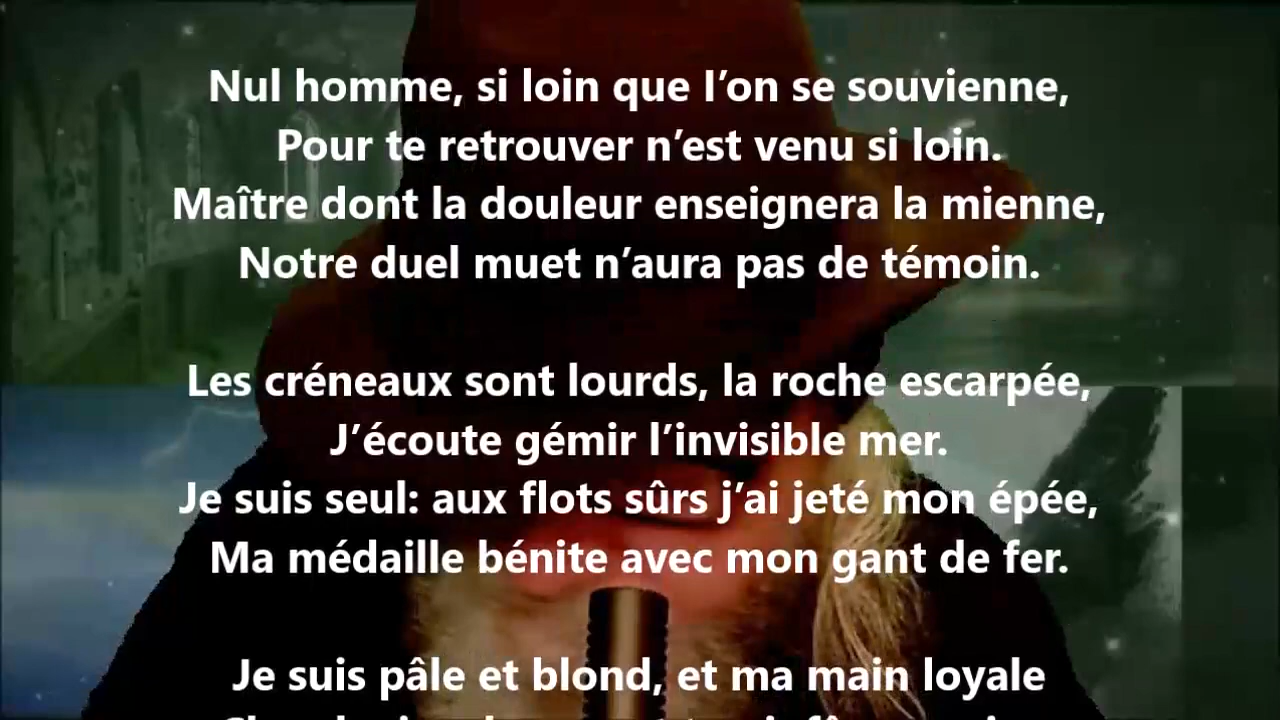 Nul homme, si loin que l’on se souvienne,
Pour te retrouver n’est venu si loin.
Maître dont la douleur enseignera la mienne,
Notre duel muet n’aura pas de témoin.
Les créneaux sont lourds, la roche escarpée,
J’écoute gémir l’invisible mer.
Je suis seul: aux flots sûrs j’ai jeté mon épée,
Ma médaille bénite avec mon gant de fer.
Je suis pâle et blond, et ma main loyale